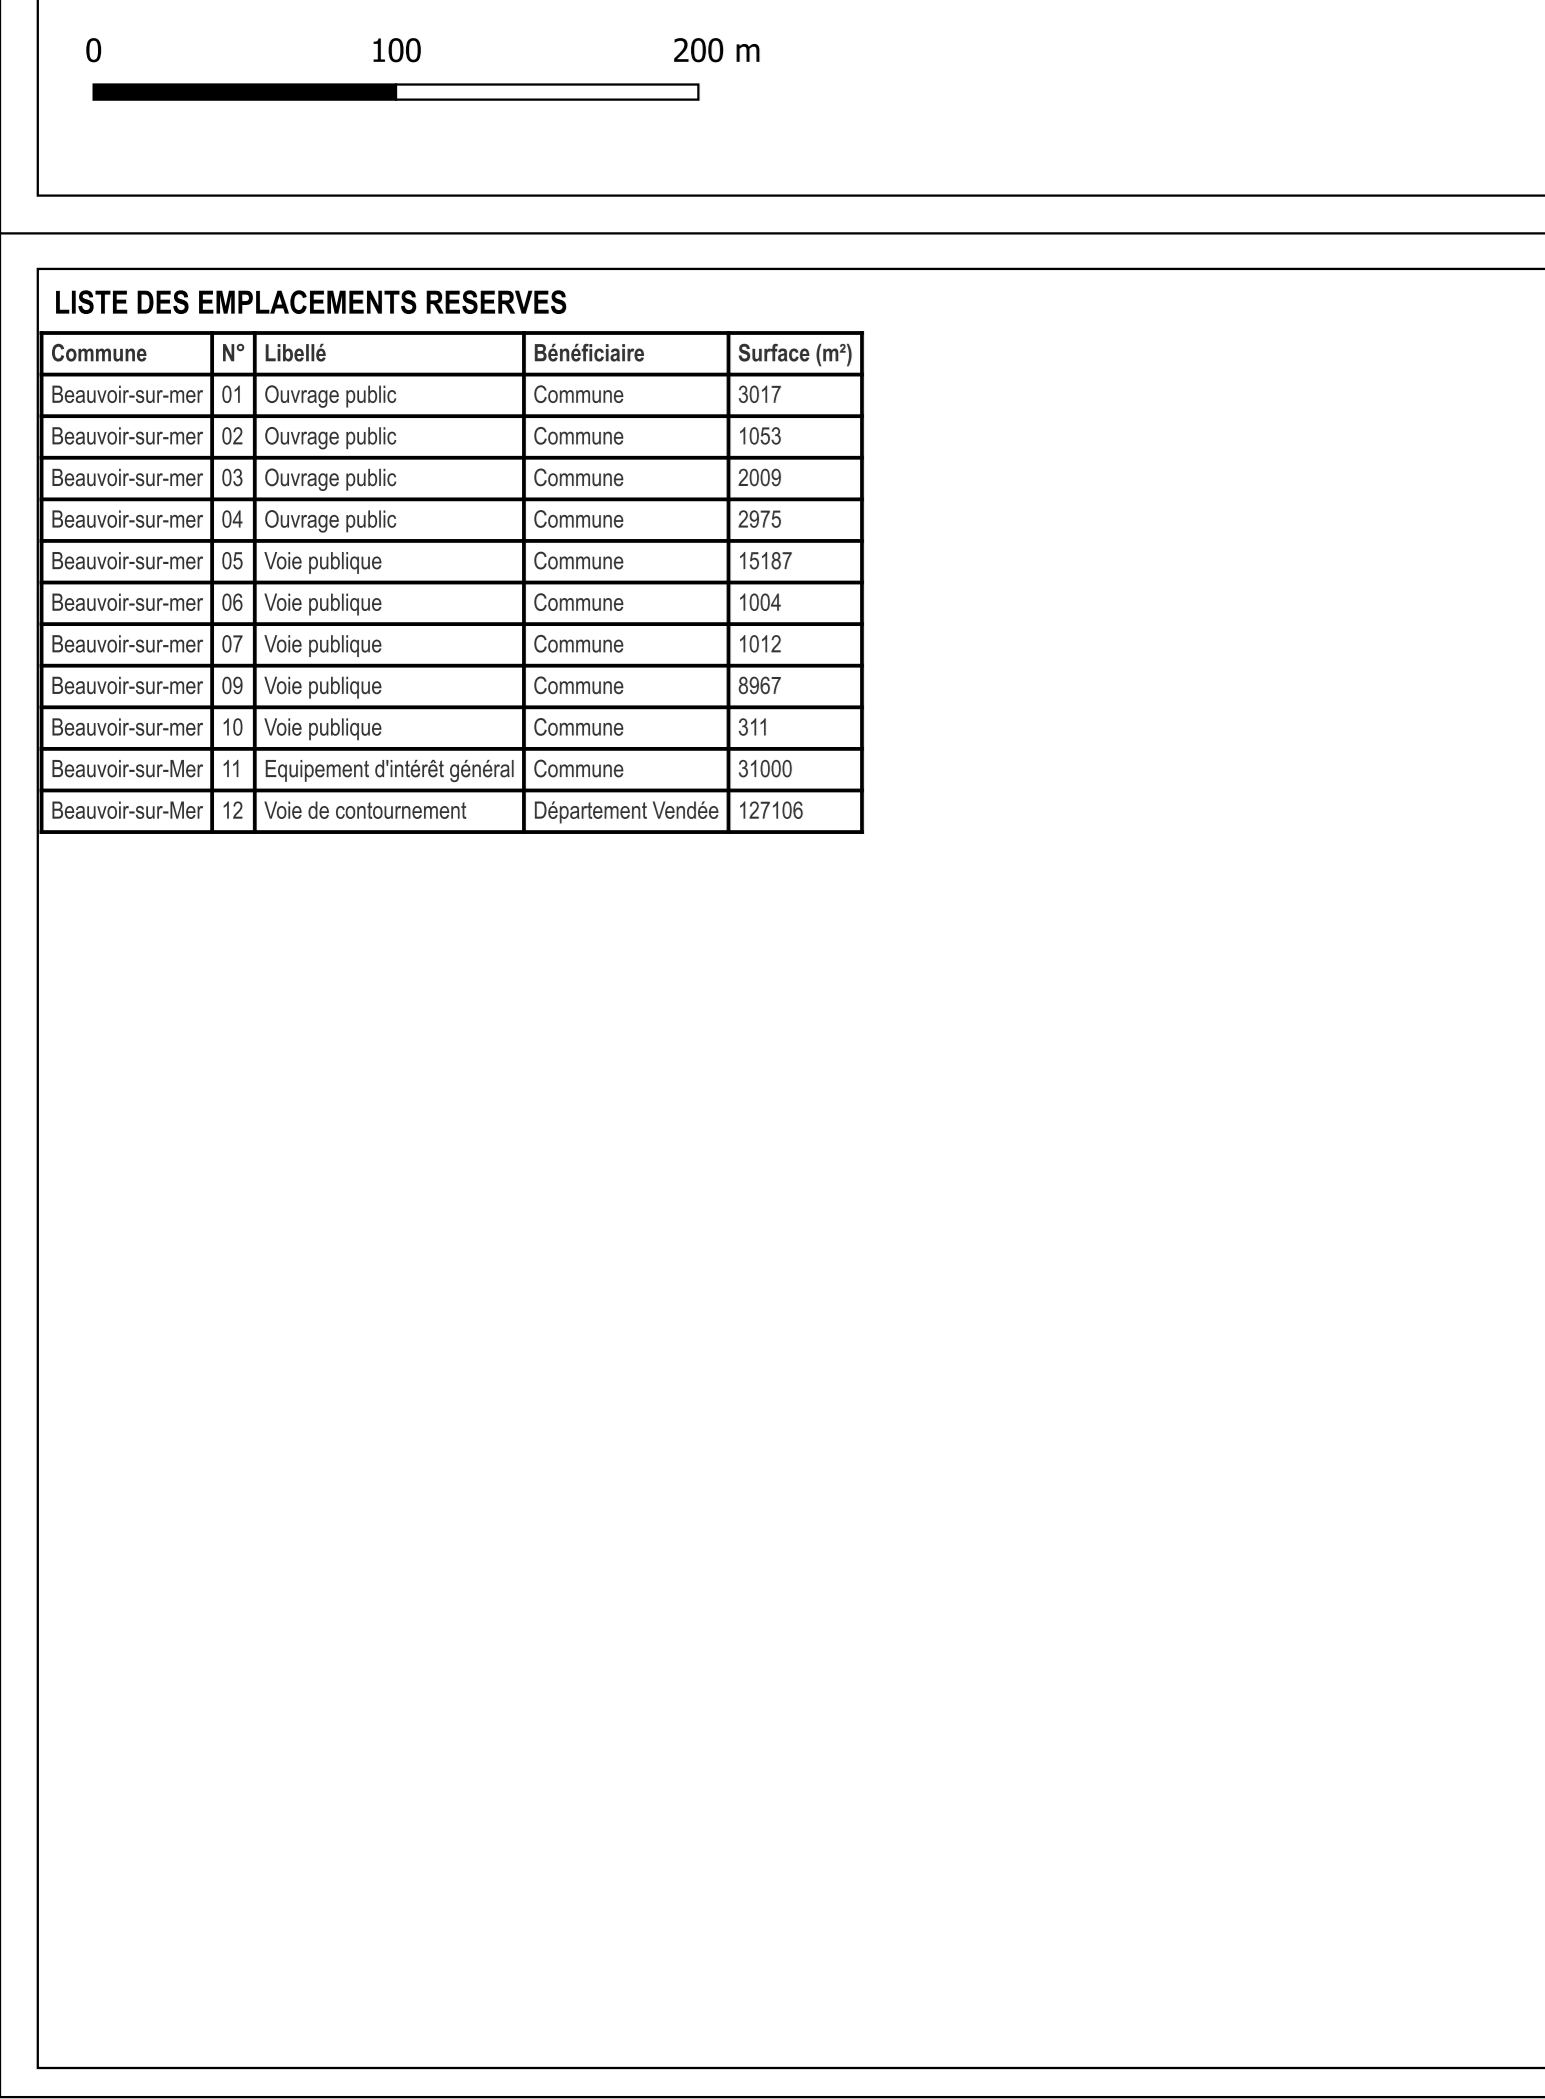 0 100 200 m
LISTE DES EMPLACEMENTS RESERVES
Commune N° Libellé Bénéficiaire Surface (m²)
Beauvoir-sur-mer 01 Ouvrage public Commune 3017
Beauvoir-sur-mer 02 Ouvrage public Commune 1053
Beauvoir-sur-mer 03 Ouvrage public Commune 2009
Beauvoir-sur-mer 04 Ouvrage public Commune 2975
Beauvoir-sur-mer 05 Voie publique Commune 15187
Beauvoir-sur-mer 06 Voie publique Commune 1004
Beauvoir-sur-mer 07 Voie publique Commune 1012
Beauvoir-sur-mer 09 Voie publique Commune 8967
Beauvoir-sur-mer 10 Voie publique Commune 311
Beauvoir-sur-Mer 11 Equipement d'intérêt général Commune 31000
Beauvoir-sur-Mer 12 Voie de contournement Département Vendée 127106